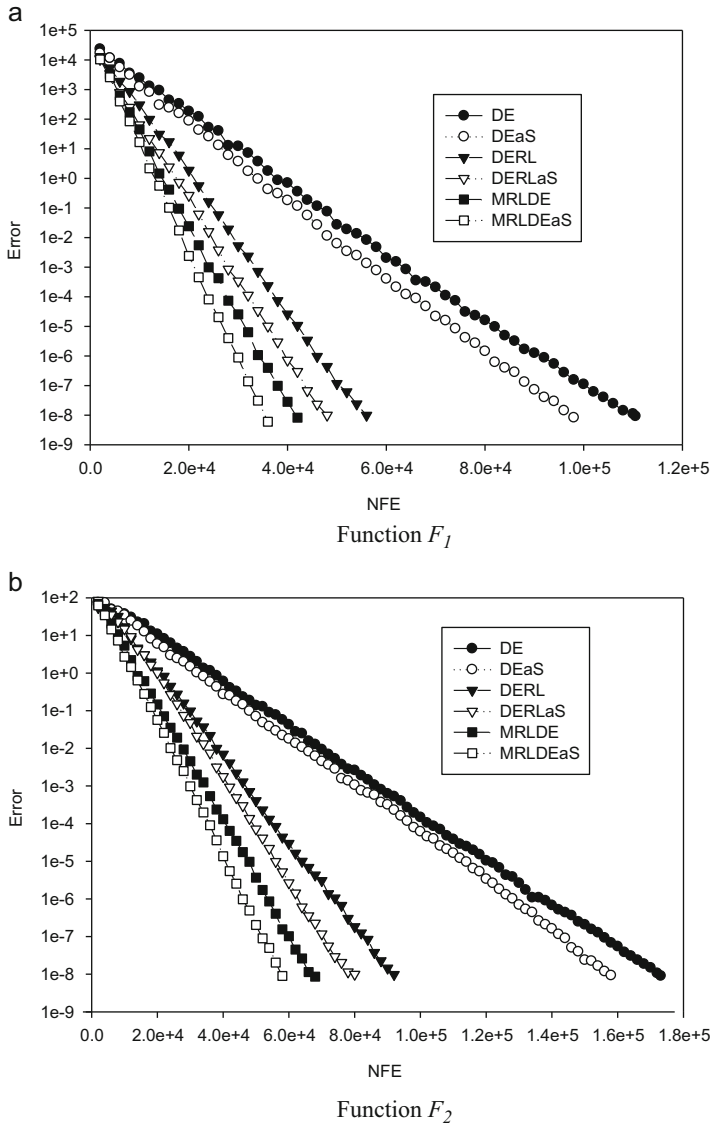 a
1e+5
1e+4
1e+3
1e+2
1e+1
1e+0
1e-1
1e-2
1e-3
1e-4
1e-5
1e-6
1e-7
1e-8
1e-9
Error
DE
DEaS
DERL
DERLaS
MRLDE
MRLDEaS
0.0 2.0e+4 4.0e+4 6.0e+4 8.0e+4 1.0e+5 1.2e+5
NFE
Function F1
b
1e+2
1e+1
1e+0
1e-1
1e-2
1e-3
1e-4
1e-5
1e-6
1e-7
1e-8
1e-9
Error
DE
DEaS
DERL
DERLaS
MRLDE
MRLDEaS
0.0 2.0e+4 4.0e+4 6.0e+4 8.0e+4 1.0e+5 1.2e+5 1.4e+5 1.6e+5 1.8e+5
NFE
Function F2